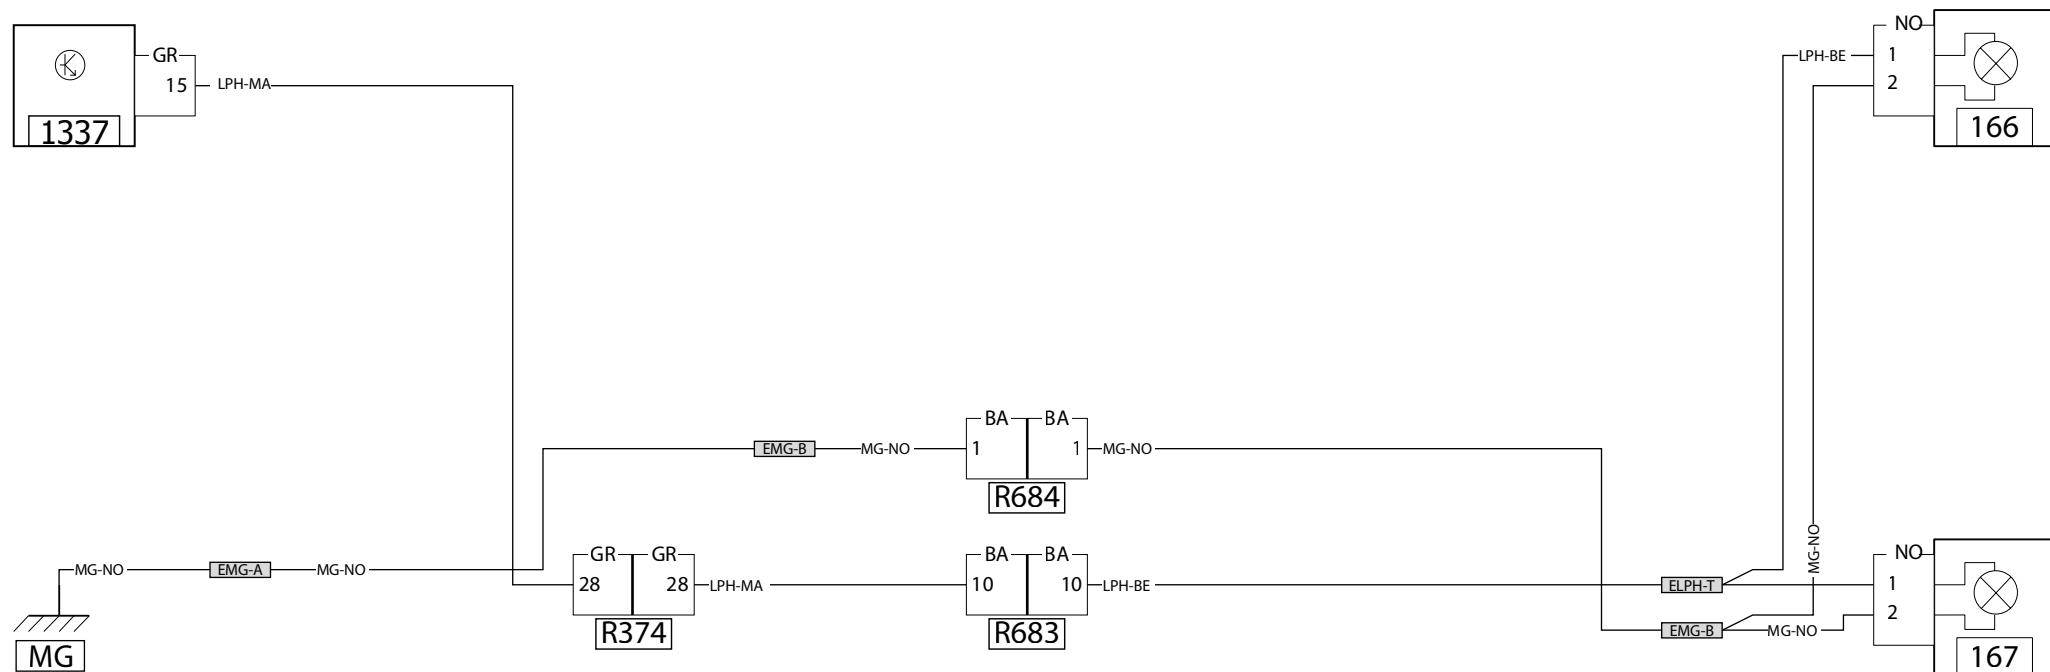 NO
GR
1
LPH-BE
15
LPH-MA
2
1337
166
BA BA
EMG-B
MG-NO
1
1
MG-NO
R684
MG-NO
GR GR
BA BA
NO
MG-NO
EMG-A
MG-NO
28
28
LPH-MA
10
10
LPH-BE
ELPH-T
1
2
R374
R683
EMG-B
MG-NO
MG
167